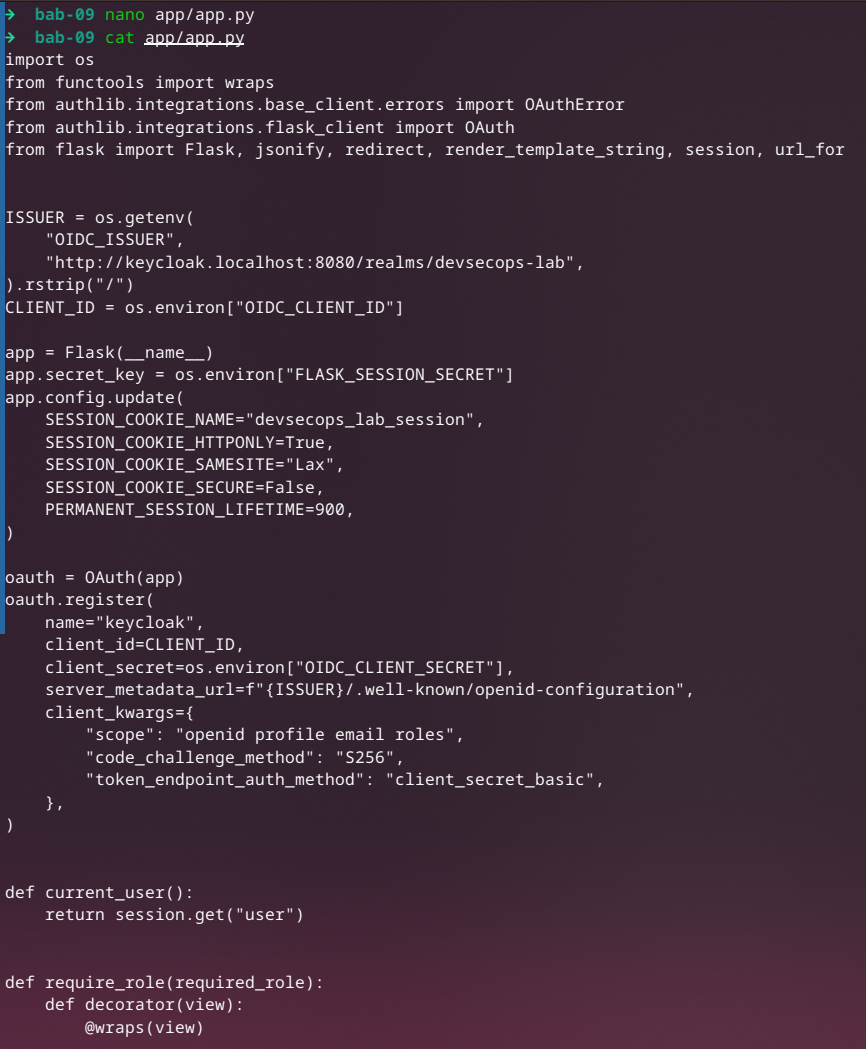 ➜  bab-09 nano app/app.py
➜  bab-09 cat app/app.py
import os
from functools import wraps
from authlib.integrations.base_client.errors import OAuthError
from authlib.integrations.flask_client import OAuth
from flask import Flask, jsonify, redirect, render_template_string, session, url_for


ISSUER = os.getenv(
    "OIDC_ISSUER",
    "http://keycloak.localhost:8080/realms/devsecops-lab",
).rstrip("/")
CLIENT_ID = os.environ["OIDC_CLIENT_ID"]

app = Flask(__name__)
app.secret_key = os.environ["FLASK_SESSION_SECRET"]
app.config.update(
    SESSION_COOKIE_NAME="devsecops_lab_session",
    SESSION_COOKIE_HTTPONLY=True,
    SESSION_COOKIE_SAMESITE="Lax",
    SESSION_COOKIE_SECURE=False,
    PERMANENT_SESSION_LIFETIME=900,
)

oauth = OAuth(app)
oauth.register(
    name="keycloak",
    client_id=CLIENT_ID,
    client_secret=os.environ["OIDC_CLIENT_SECRET"],
    server_metadata_url=f"{ISSUER}/.well-known/openid-configuration",
    client_kwargs={
        "scope": "openid profile email roles",
        "code_challenge_method": "S256",
        "token_endpoint_auth_method": "client_secret_basic",
    },
)


def current_user():
    return session.get("user")


def require_role(required_role):
    def decorator(view):
        @wraps(view)